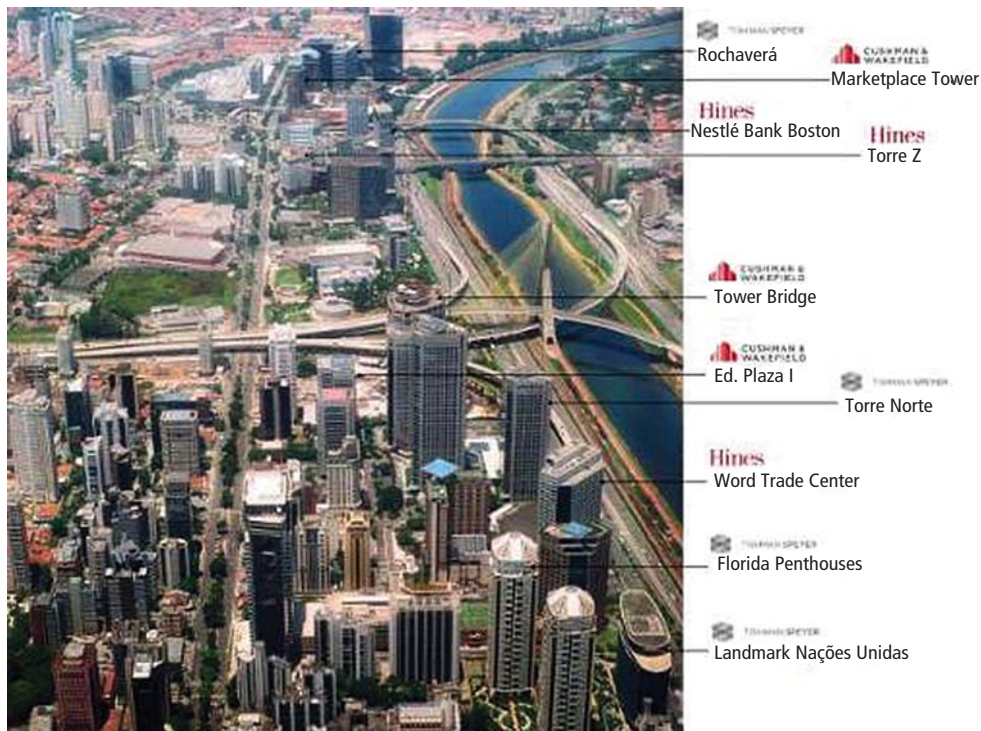 TISHMAN SPEYER
Rochaverá
CUSHMAN &
WAKEFIELD
Marketplace Tower
Hines
Nestlé Bank Boston
Hines
Torre Z
CUSHMAN &
WAKEFIELD
Tower Bridge
CUSHMAN &
WAKEFIELD
Ed. Plaza I
TISHMAN SPEYER
Torre Norte
Hines
Word Trade Center
TISHMAN SPEYER
Florida Penthouses
TISHMAN SPEYER
Landmark Nações Unidas